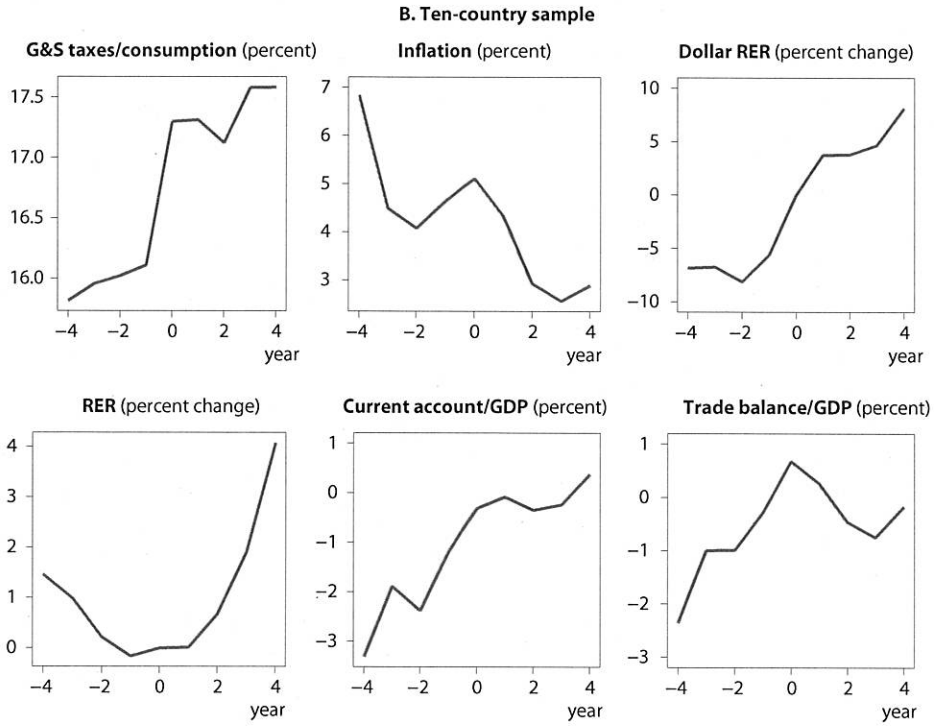 B. Ten-country sample
G&S taxes/consumption (percent)
17.5
17.0
16.5
16.0
−4 −2 0 2 4
year
Inflation (percent)
7
6
5
4
3
−4 −2 0 2 4
year
Dollar RER (percent change)
10
5
0
−5
−10
−4 −2 0 2 4
year
RER (percent change)
4
3
2
1
0
−4 −2 0 2 4
year
Current account/GDP (percent)
1
0
−1
−2
−3
−4 −2 0 2 4
year
Trade balance/GDP (percent)
1
0
−1
−2
−3
−4 −2 0 2 4
year